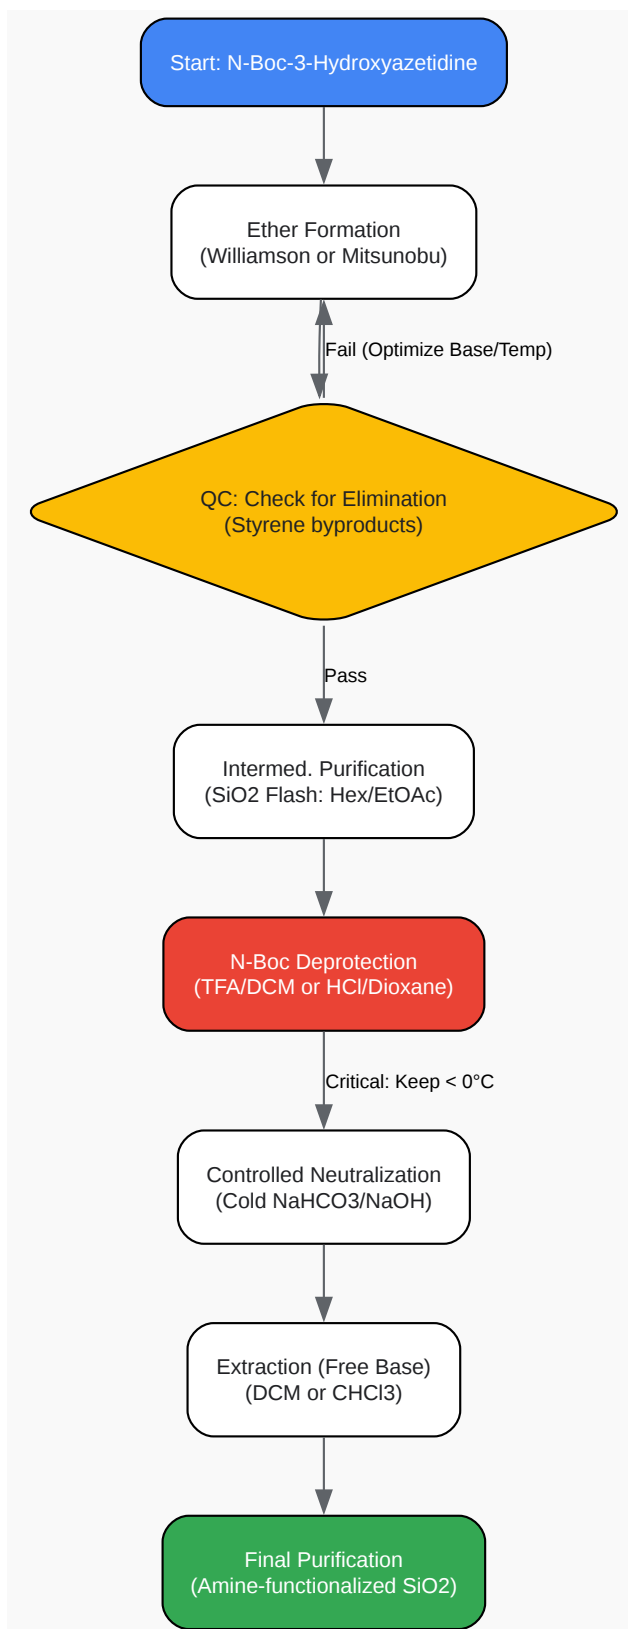 Start: N-Boc-3-Hydroxyazetidine
Ether Formation
(Williamson or Mitsunobu)
Fail (Optimize Base/Temp)
QC: Check for Elimination
(Styrene byproducts)
Pass
Intermed. Purification
(SiO2 Flash: Hex/EtOAc)
N-Boc Deprotection
(TFA/DCM or HCl/Dioxane)
Critical: Keep < 0°C
Controlled Neutralization
(Cold NaHCO3/NaOH)
Extraction (Free Base)
(DCM or CHCl3)
Final Purification
(Amine-functionalized SiO2)